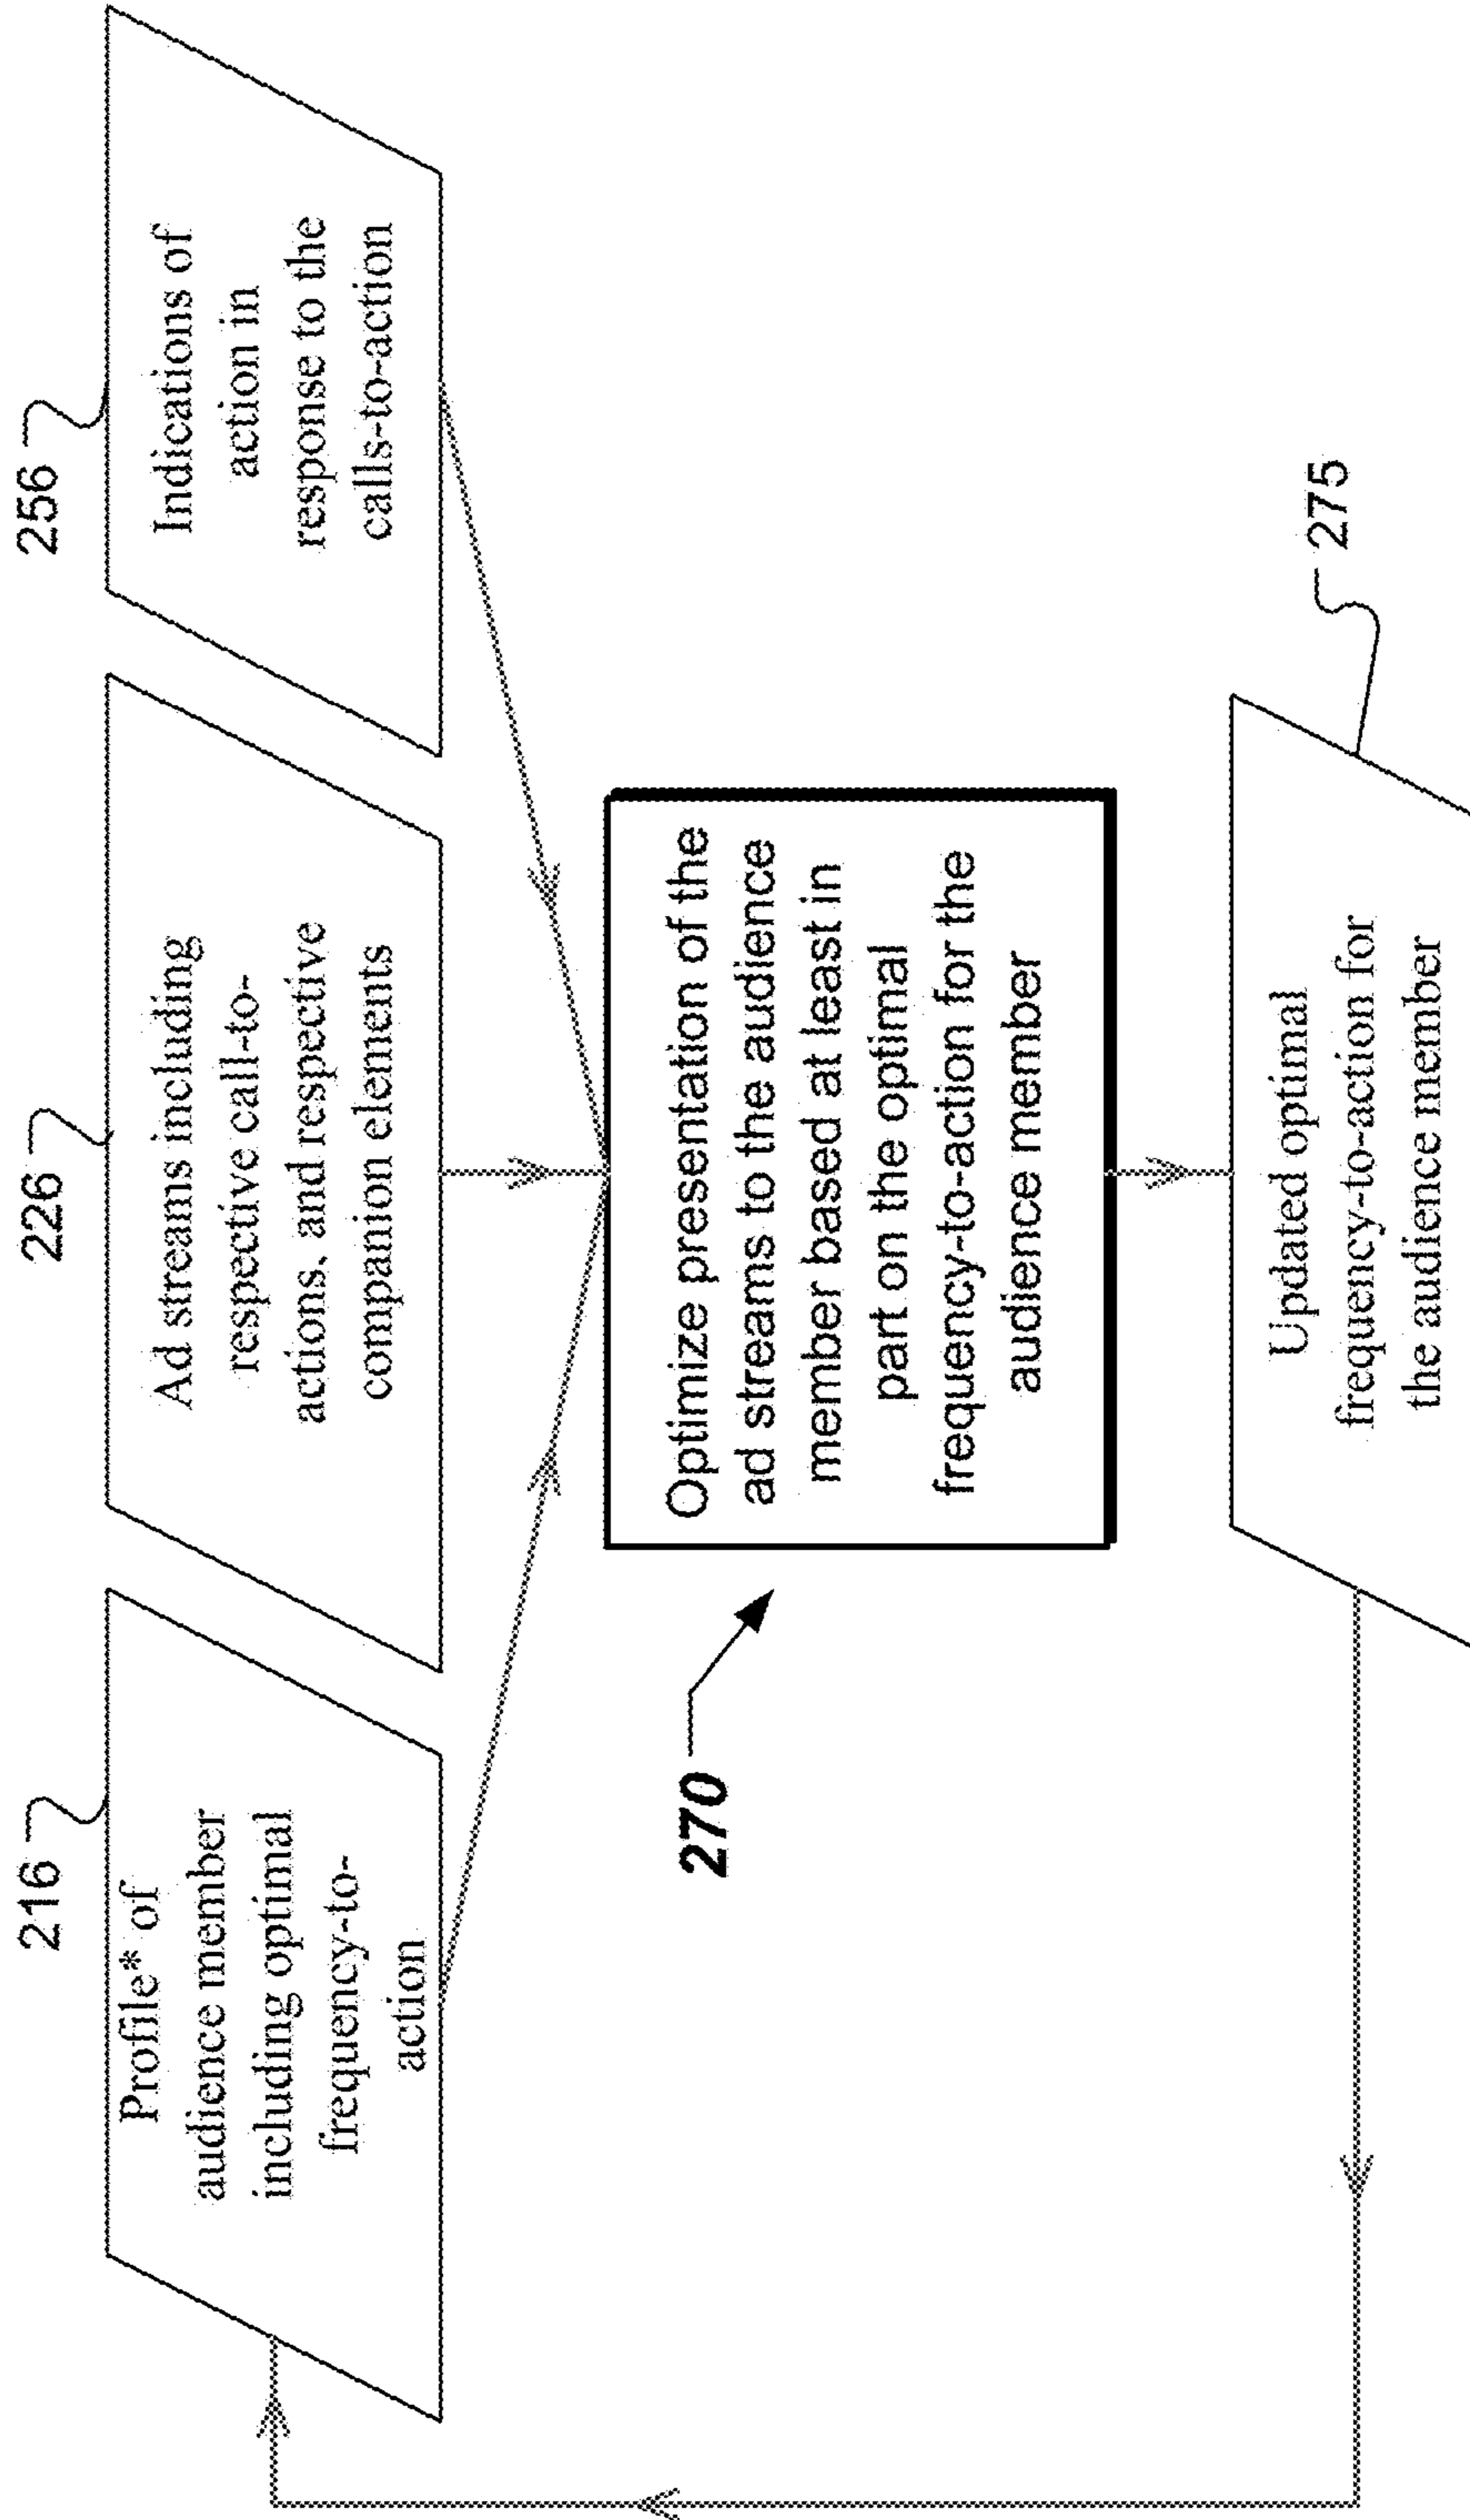 216
Profile* of
audience member
including optimal
frequency-to-
action
226
Ad streams including
respective call-to-
actions, and respective
companion elements
256
Indications of
action in
response to the
calls-to-action
270
Optimize presentation of the
ad streams to the audience
member based at least in
part on the optimal
frequency-to-action for the
audience member
275
Updated optimal
frequency-to-action for
the audience member